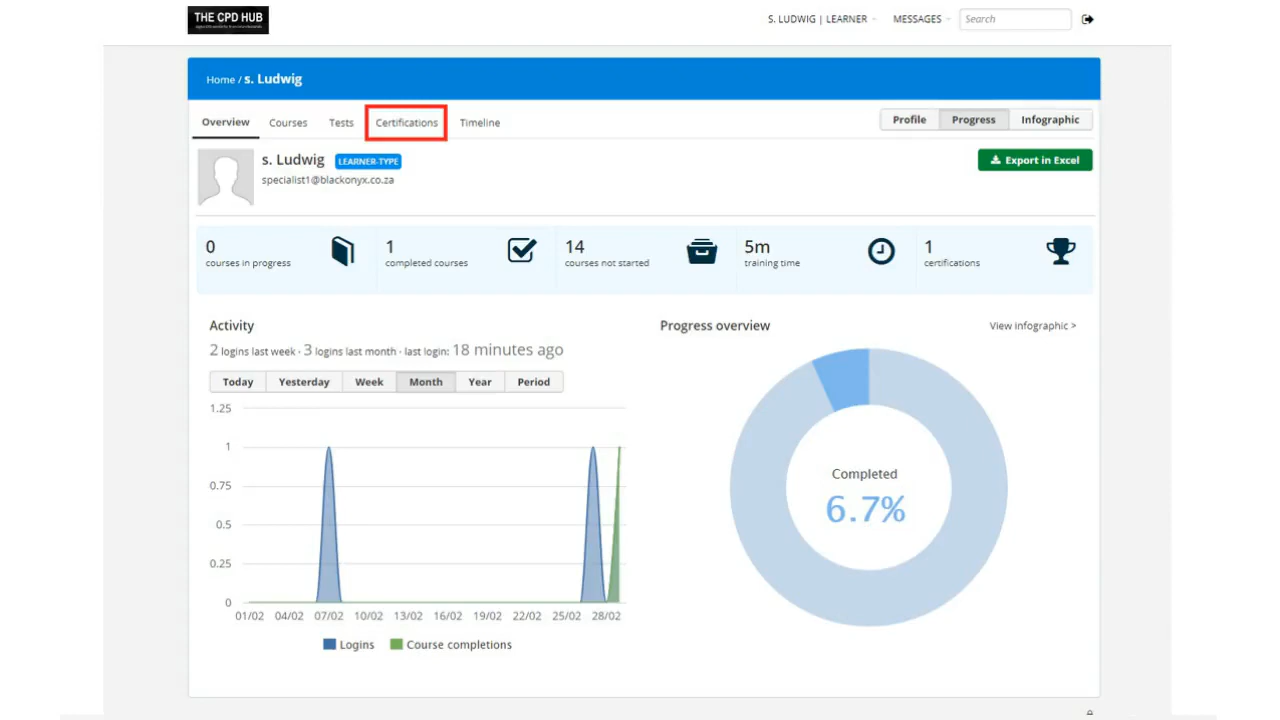 THE CPD HUB
S. LUDWIG | LEARNER
MESSAGES
Search
Home / s. Ludwig
Overview
Courses
Tests
Certifications
Timeline
Profile
Progress
Infographic
s. Ludwig
LEARNER-TYPE
specialist1@blackonyx.co.za
Export in Excel
0
courses in progress
1
completed courses
14
courses not started
5m
training time
1
certifications
Activity
2 logins last week · 3 logins last month · last login: 18 minutes ago
Today
Yesterday
Week
Month
Year
Period
1.25
1
0.75
0.5
0.25
0
01/02 04/02 07/02 10/02 13/02 16/02 19/02 22/02 25/02 28/02
Logins
Course completions
Progress overview
View infographic >
Completed
6.7%